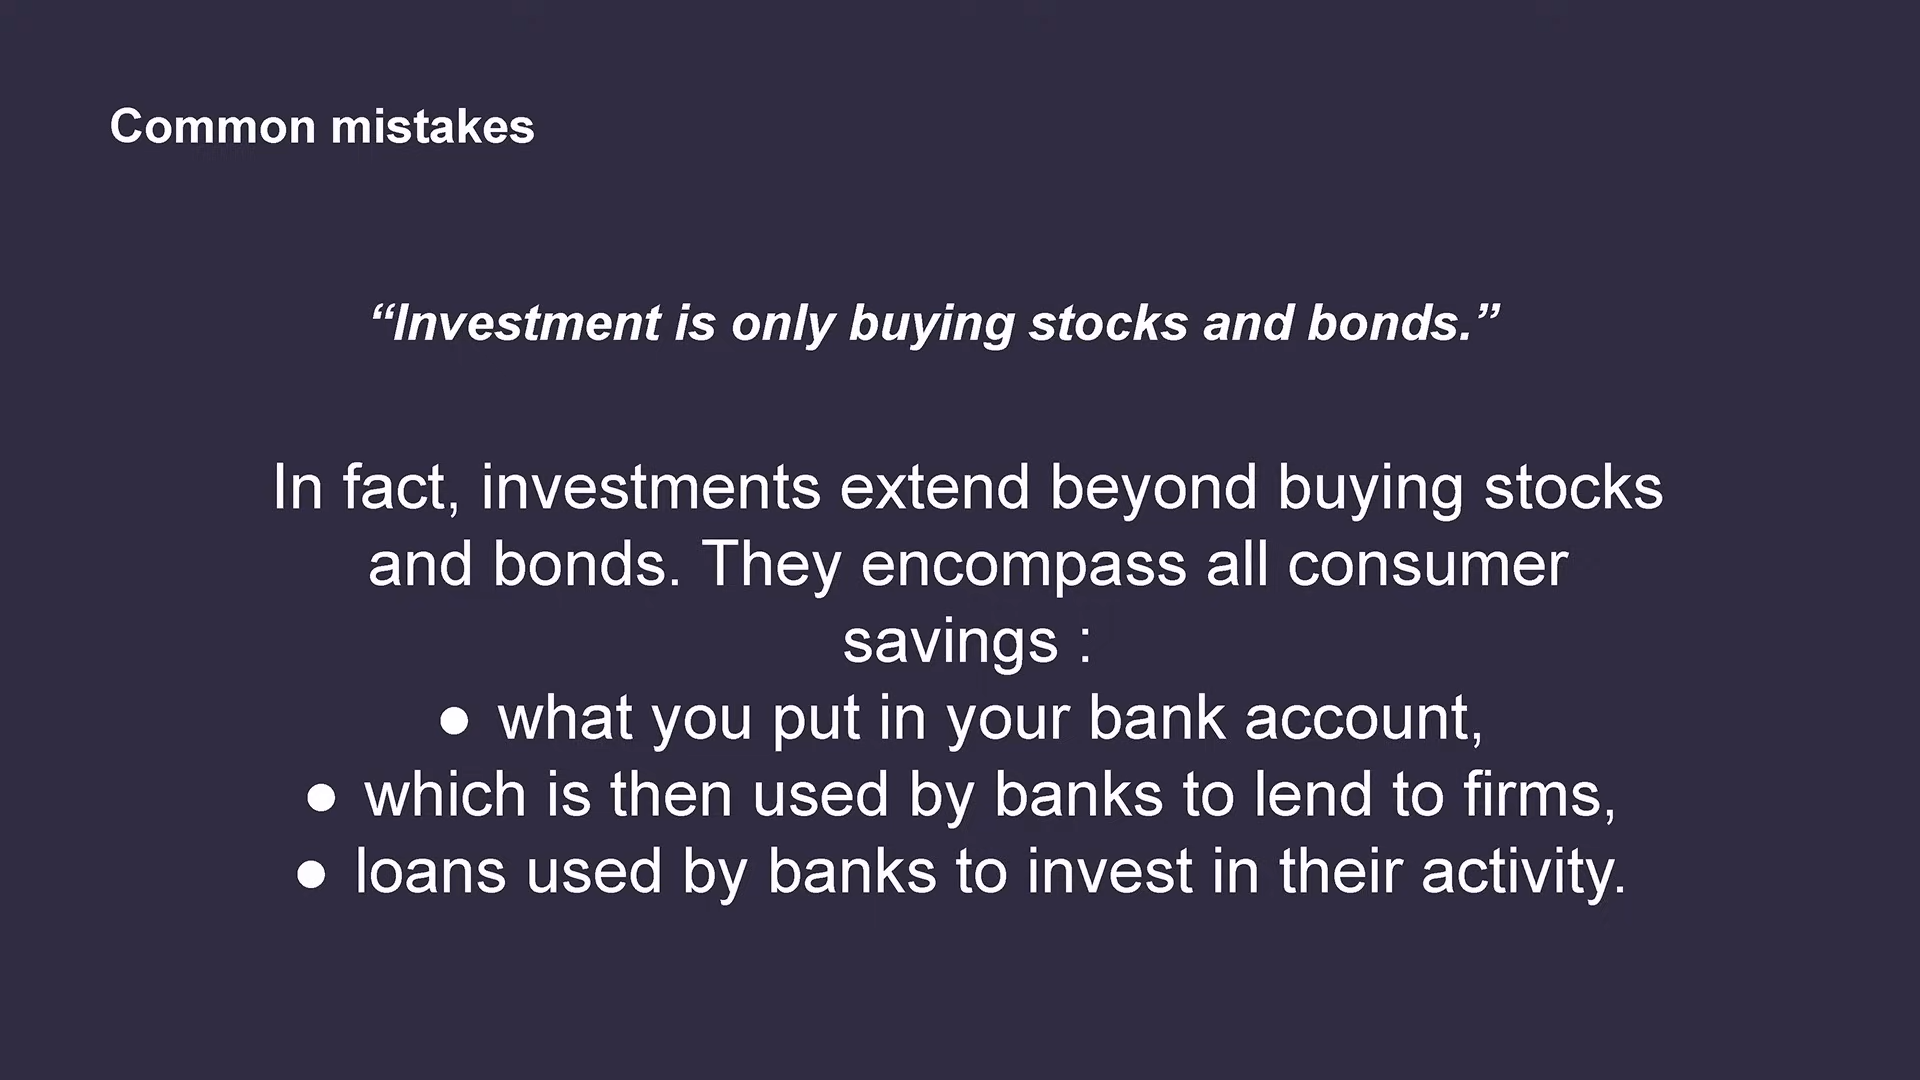 Common mistakes
“Investment is only buying stocks and bonds.”
In fact, investments extend beyond buying stocks
and bonds. They encompass all consumer
savings :
● what you put in your bank account,
● which is then used by banks to lend to firms,
● loans used by banks to invest in their activity.